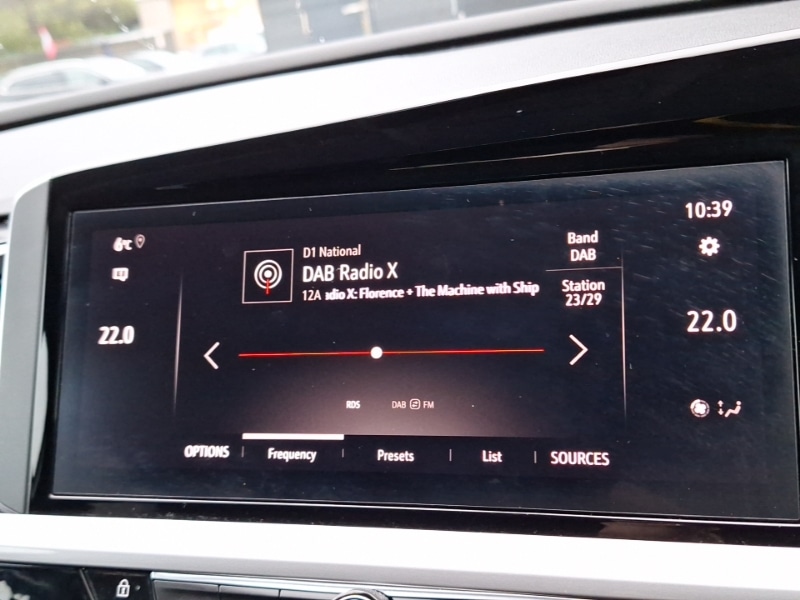 10:39
6°C
D1 National
DAB Radio X
12A adio X: Florence + The Machine with Ship
Band
DAB
Station
23/29
22.0
22.0
RDS
DAB FM
OPTIONS
Frequency
Presets
List
SOURCES